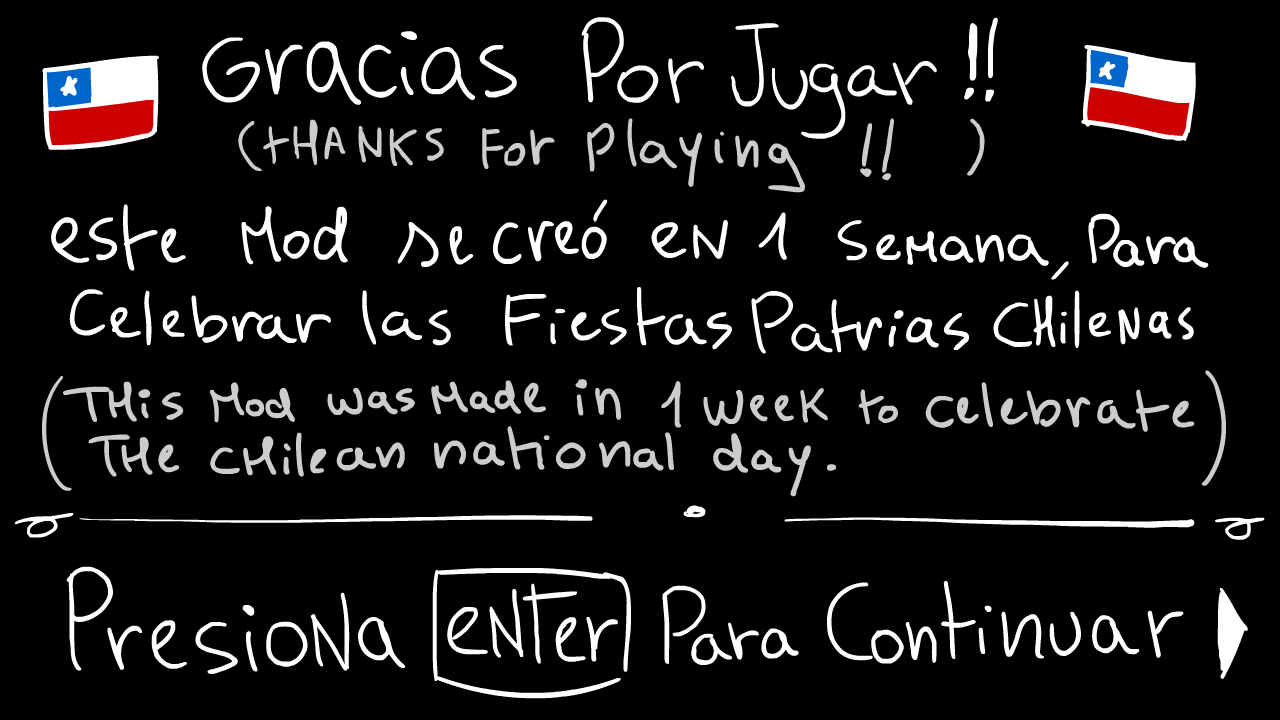 Gracias Por Jugar !!
(THANKS For Playing !! )
este Mod se creó en 1 semana, Para
Celebrar las Fiestas Patrias CHilenas
(THis Mod was Made in 1 week to celebrate
THe cHilean national day. )
Presiona enter Para Continuar